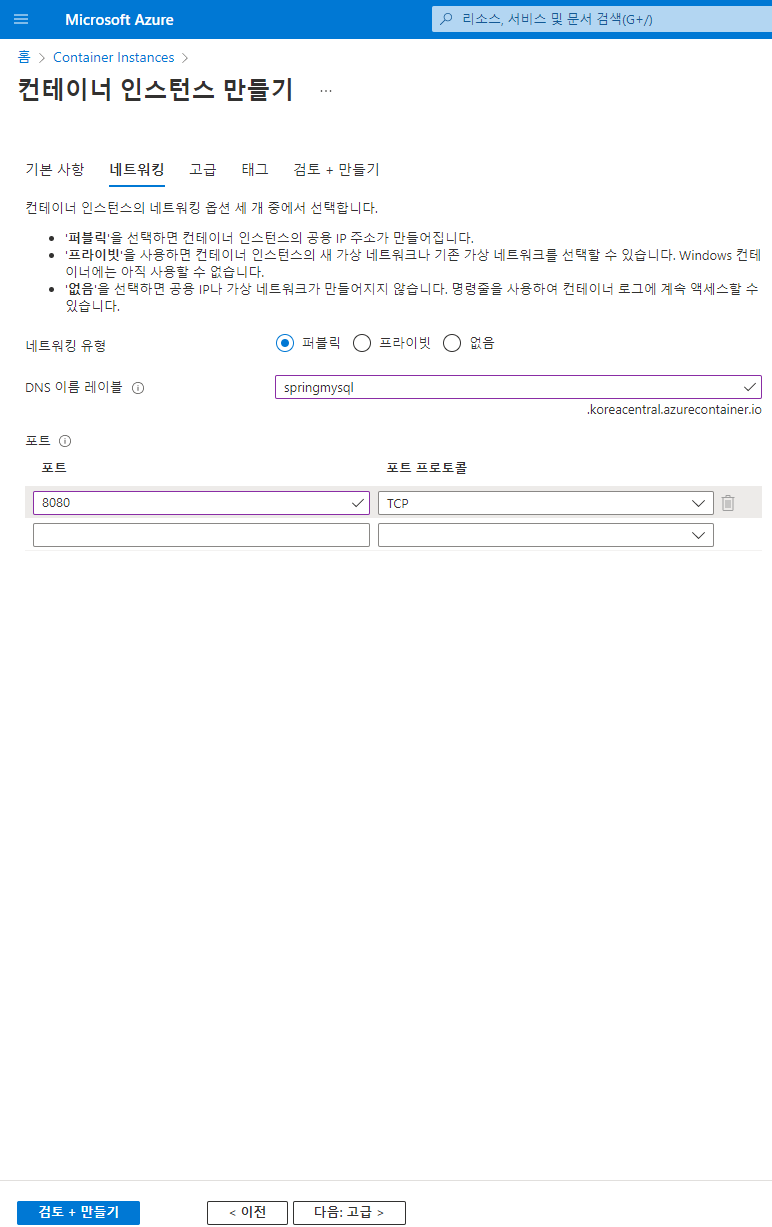 Microsoft Azure
리소스, 서비스 및 문서 검색(G+/)
홈 > Container Instances >
컨테이너 인스턴스 만들기 ...
기본 사항 네트워킹 고급 태그 검토 + 만들기
컨테이너 인스턴스의 네트워킹 옵션 세 개 중에서 선택합니다.
• '퍼블릭'을 선택하면 컨테이너 인스턴스의 공용 IP 주소가 만들어집니다.
• '프라이빗'을 사용하면 컨테이너 인스턴스의 새 가상 네트워크나 기존 가상 네트워크를 선택할 수 있습니다. Windows 컨테
이너에는 아직 사용할 수 없습니다.
• '없음'을 선택하면 공용 IP나 가상 네트워크가 만들어지지 않습니다. 명령줄을 사용하여 컨테이너 로그에 계속 액세스할 수
있습니다.
네트워킹 유형 퍼블릭 프라이빗 없음
DNS 이름 레이블 springmysql
.koreacentral.azurecontainer.io
포트
포트 포트 프로토콜
8080 TCP
검토 + 만들기 < 이전 다음: 고급 >